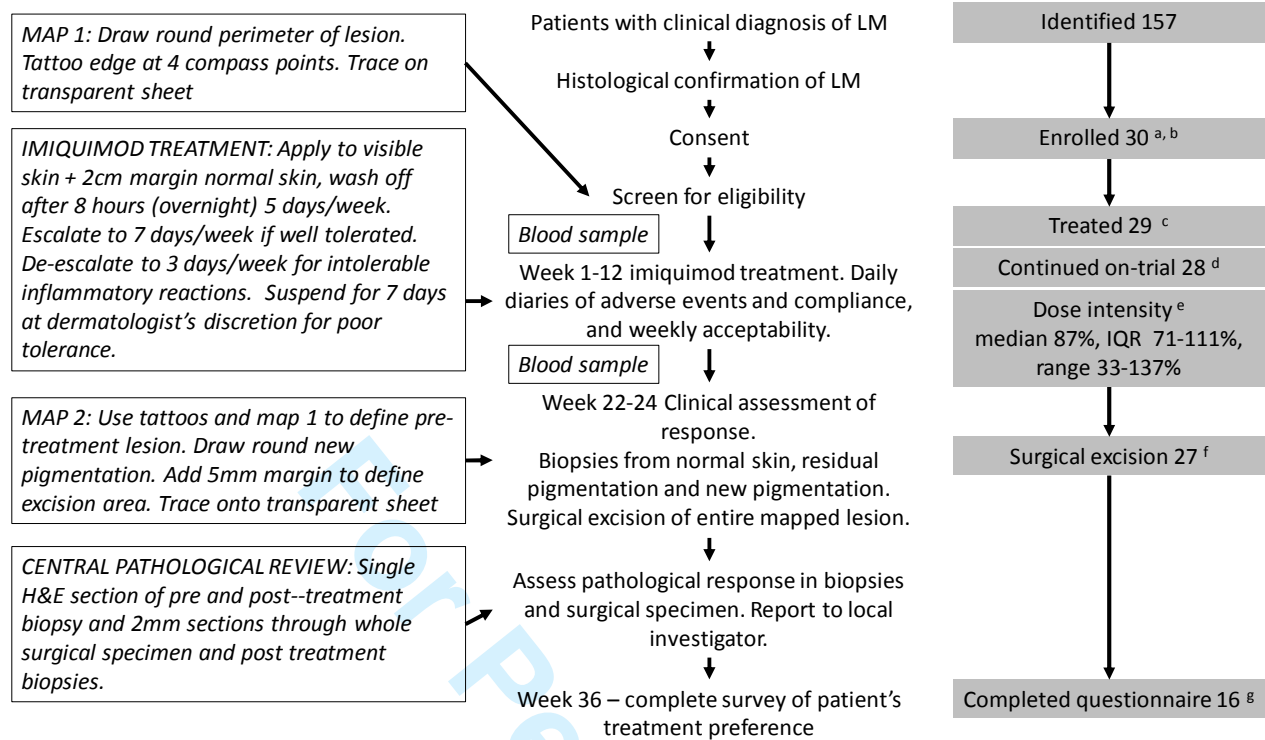 MAP 1: Draw round perimeter of lesion.
Tattoo edge at 4 compass points. Trace on
transparent sheet
IMIQUIMOD TREATMENT: Apply to visible
skin + 2cm margin normal skin, wash off
after 8 hours (overnight) 5 days/week.
Escalate to 7 days/week if well tolerated.
De-escalate to 3 days/week for intolerable
inflammatory reactions. Suspend for 7 days
at dermatologist's discretion for poor
tolerance.
MAP 2: Use tattoos and map 1 to define pre-
treatment lesion. Draw round new
pigmentation. Add 5mm margin to define
excision area. Trace onto transparent sheet
CENTRAL PATHOLOGICAL REVIEW: Single
H&E section of pre and post--treatment
biopsy and 2mm sections through whole
surgical specimen and post treatment
biopsies.
Patients with clinical diagnosis of LM
Histological confirmation of LM
Consent
Screen for eligibility
Blood sample
Week 1-12 imiquimod treatment. Daily
diaries of adverse events and compliance,
and weekly acceptability.
Blood sample
Week 22-24 Clinical assessment of
response.
Biopsies from normal skin, residual
pigmentation and new pigmentation.
Surgical excision of entire mapped lesion.
Assess pathological response in biopsies
and surgical specimen. Report to local
investigator.
Week 36 – complete survey of patient's
treatment preference
Identified 157
Enrolled 30 a, b
Treated 29 c
Continued on-trial 28 d
Dose intensity e
median 87%, IQR 71-111%,
range 33-137%
Surgical excision 27 f
Completed questionnaire 16 g
For Pe